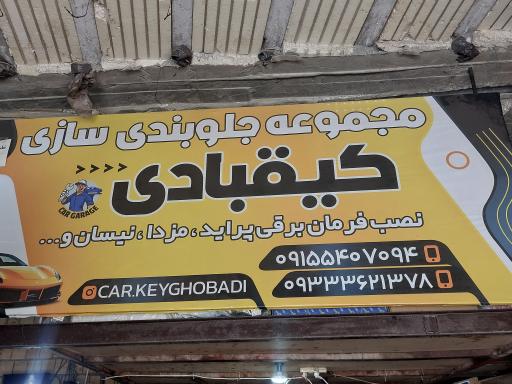 مجموعه جلوبندی سازی
کیقبادی
>>>>
CAR GARAGE
نصب فرمان برقی پراید ، مزدا ، نیسان و...
۰۹۱۵۵۴۰۷۰۹۴
۰۹۳۳۳۶۲۱۳۷۸
CAR.KEYGHOBADI